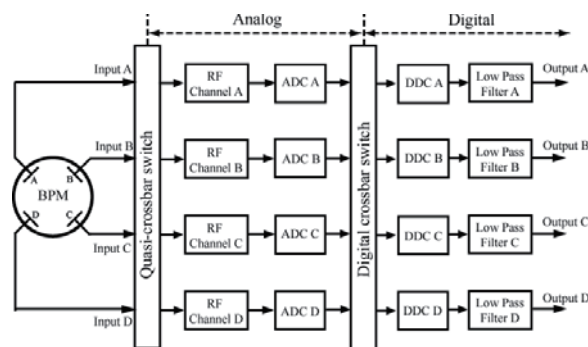 Analog
Digital
Input A
RF
Channel A
ADC A
DDC A
Low Pass
Filter A
Output A
Input B
RF
Channel B
ADC B
DDC B
Low Pass
Filter B
Output B
A
B
BPM
D
C
Quasi-crossbar switch
Digital crossbar switch
Input C
RF
Channel C
ADC C
DDC C
Low Pass
Filter C
Output C
Input D
RF
Channel D
ADC D
DDC D
Low Pass
Filter D
Output D